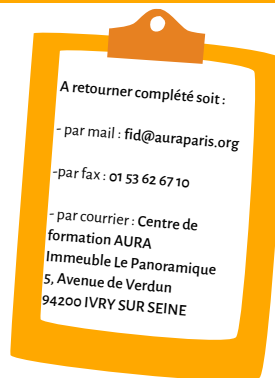 A retourner complété soit :
- par mail : fid@auraparis.org
-par fax : 01 53 62 67 10
- par courrier : Centre de
formation AURA
Immeuble Le Panoramique
5, Avenue de Verdun
94200 IVRY SUR SEINE